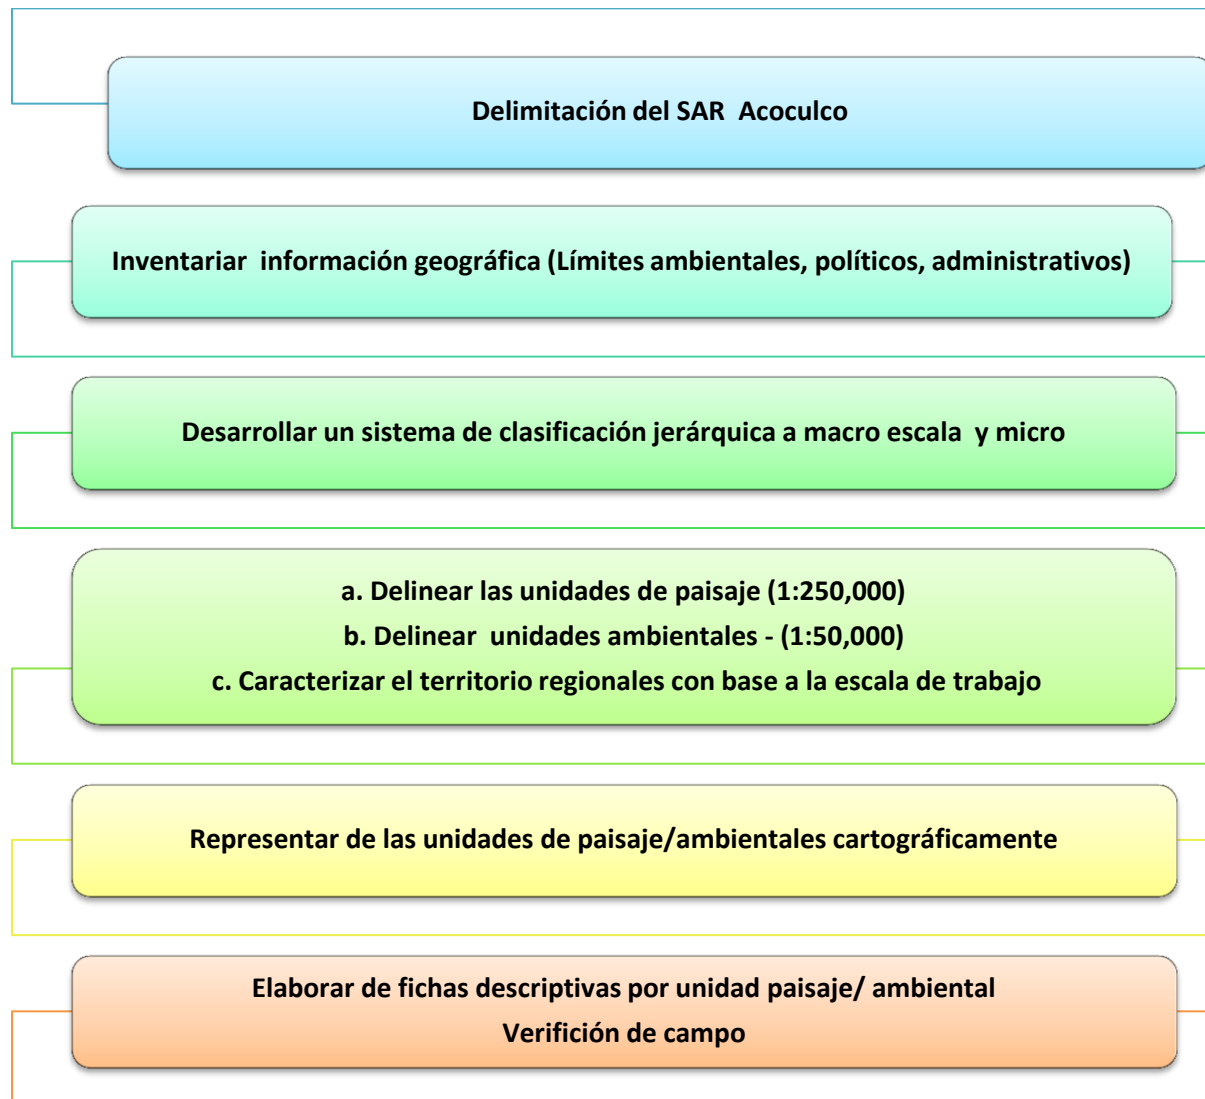 Delimitación del SAR Acoculco
Inventariar información geográfica (Límites ambientales, políticos, administrativos)
Desarrollar un sistema de clasificación jerárquica a macro escala y micro
a. Delinear las unidades de paisaje (1:250,000)
b. Delinear unidades ambientales - (1:50,000)
c. Caracterizar el territorio regionales con base a la escala de trabajo
Representar de las unidades de paisaje/ambientales cartográficamente
Elaborar de fichas descriptivas por unidad paisaje/ ambiental
Verifición de campo